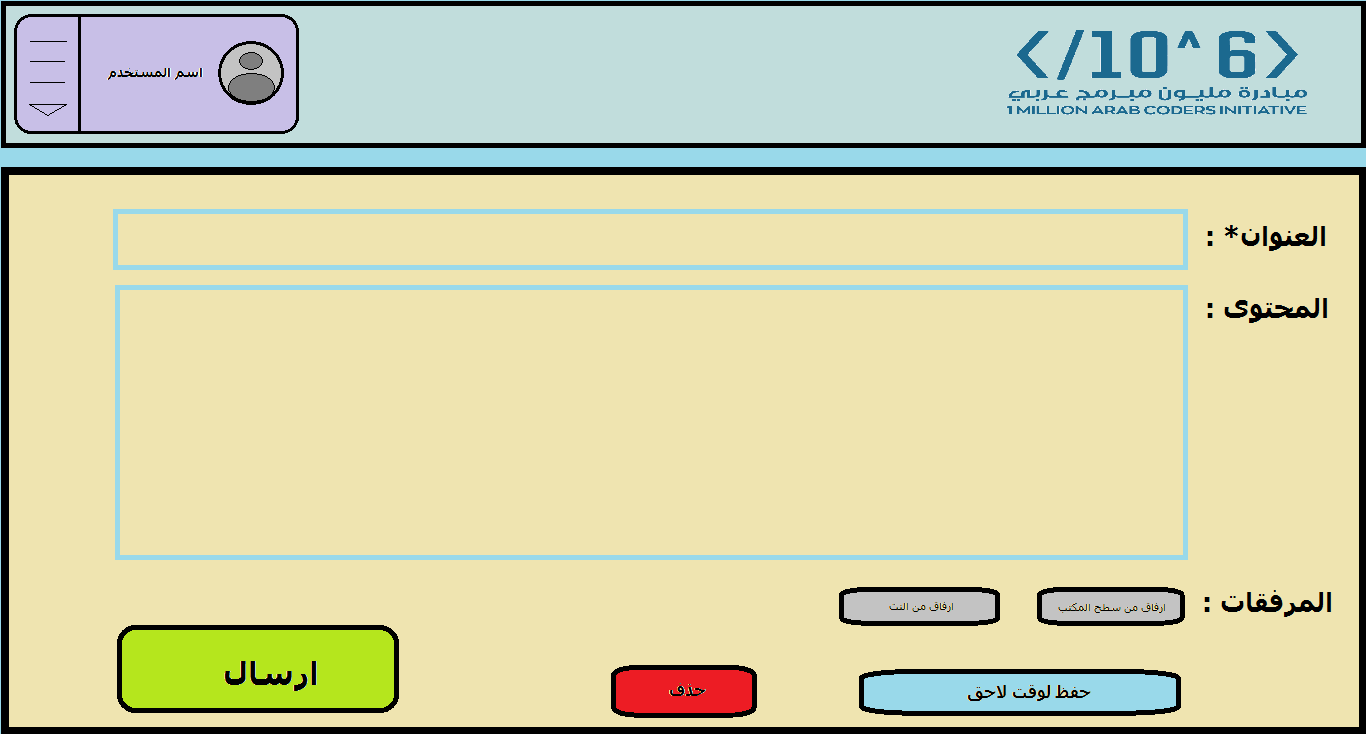 </10^6>
مبادرة مليون مبرمج عربي
1 MILLION ARAB CODERS INITIATIVE
اسم المستخدم
العنوان* :
المحتوى :
المرفقات :
ارفاق من سطح المكتب
ارفاق من النت
حفظ لوقت لاحق
حذف
ارسال